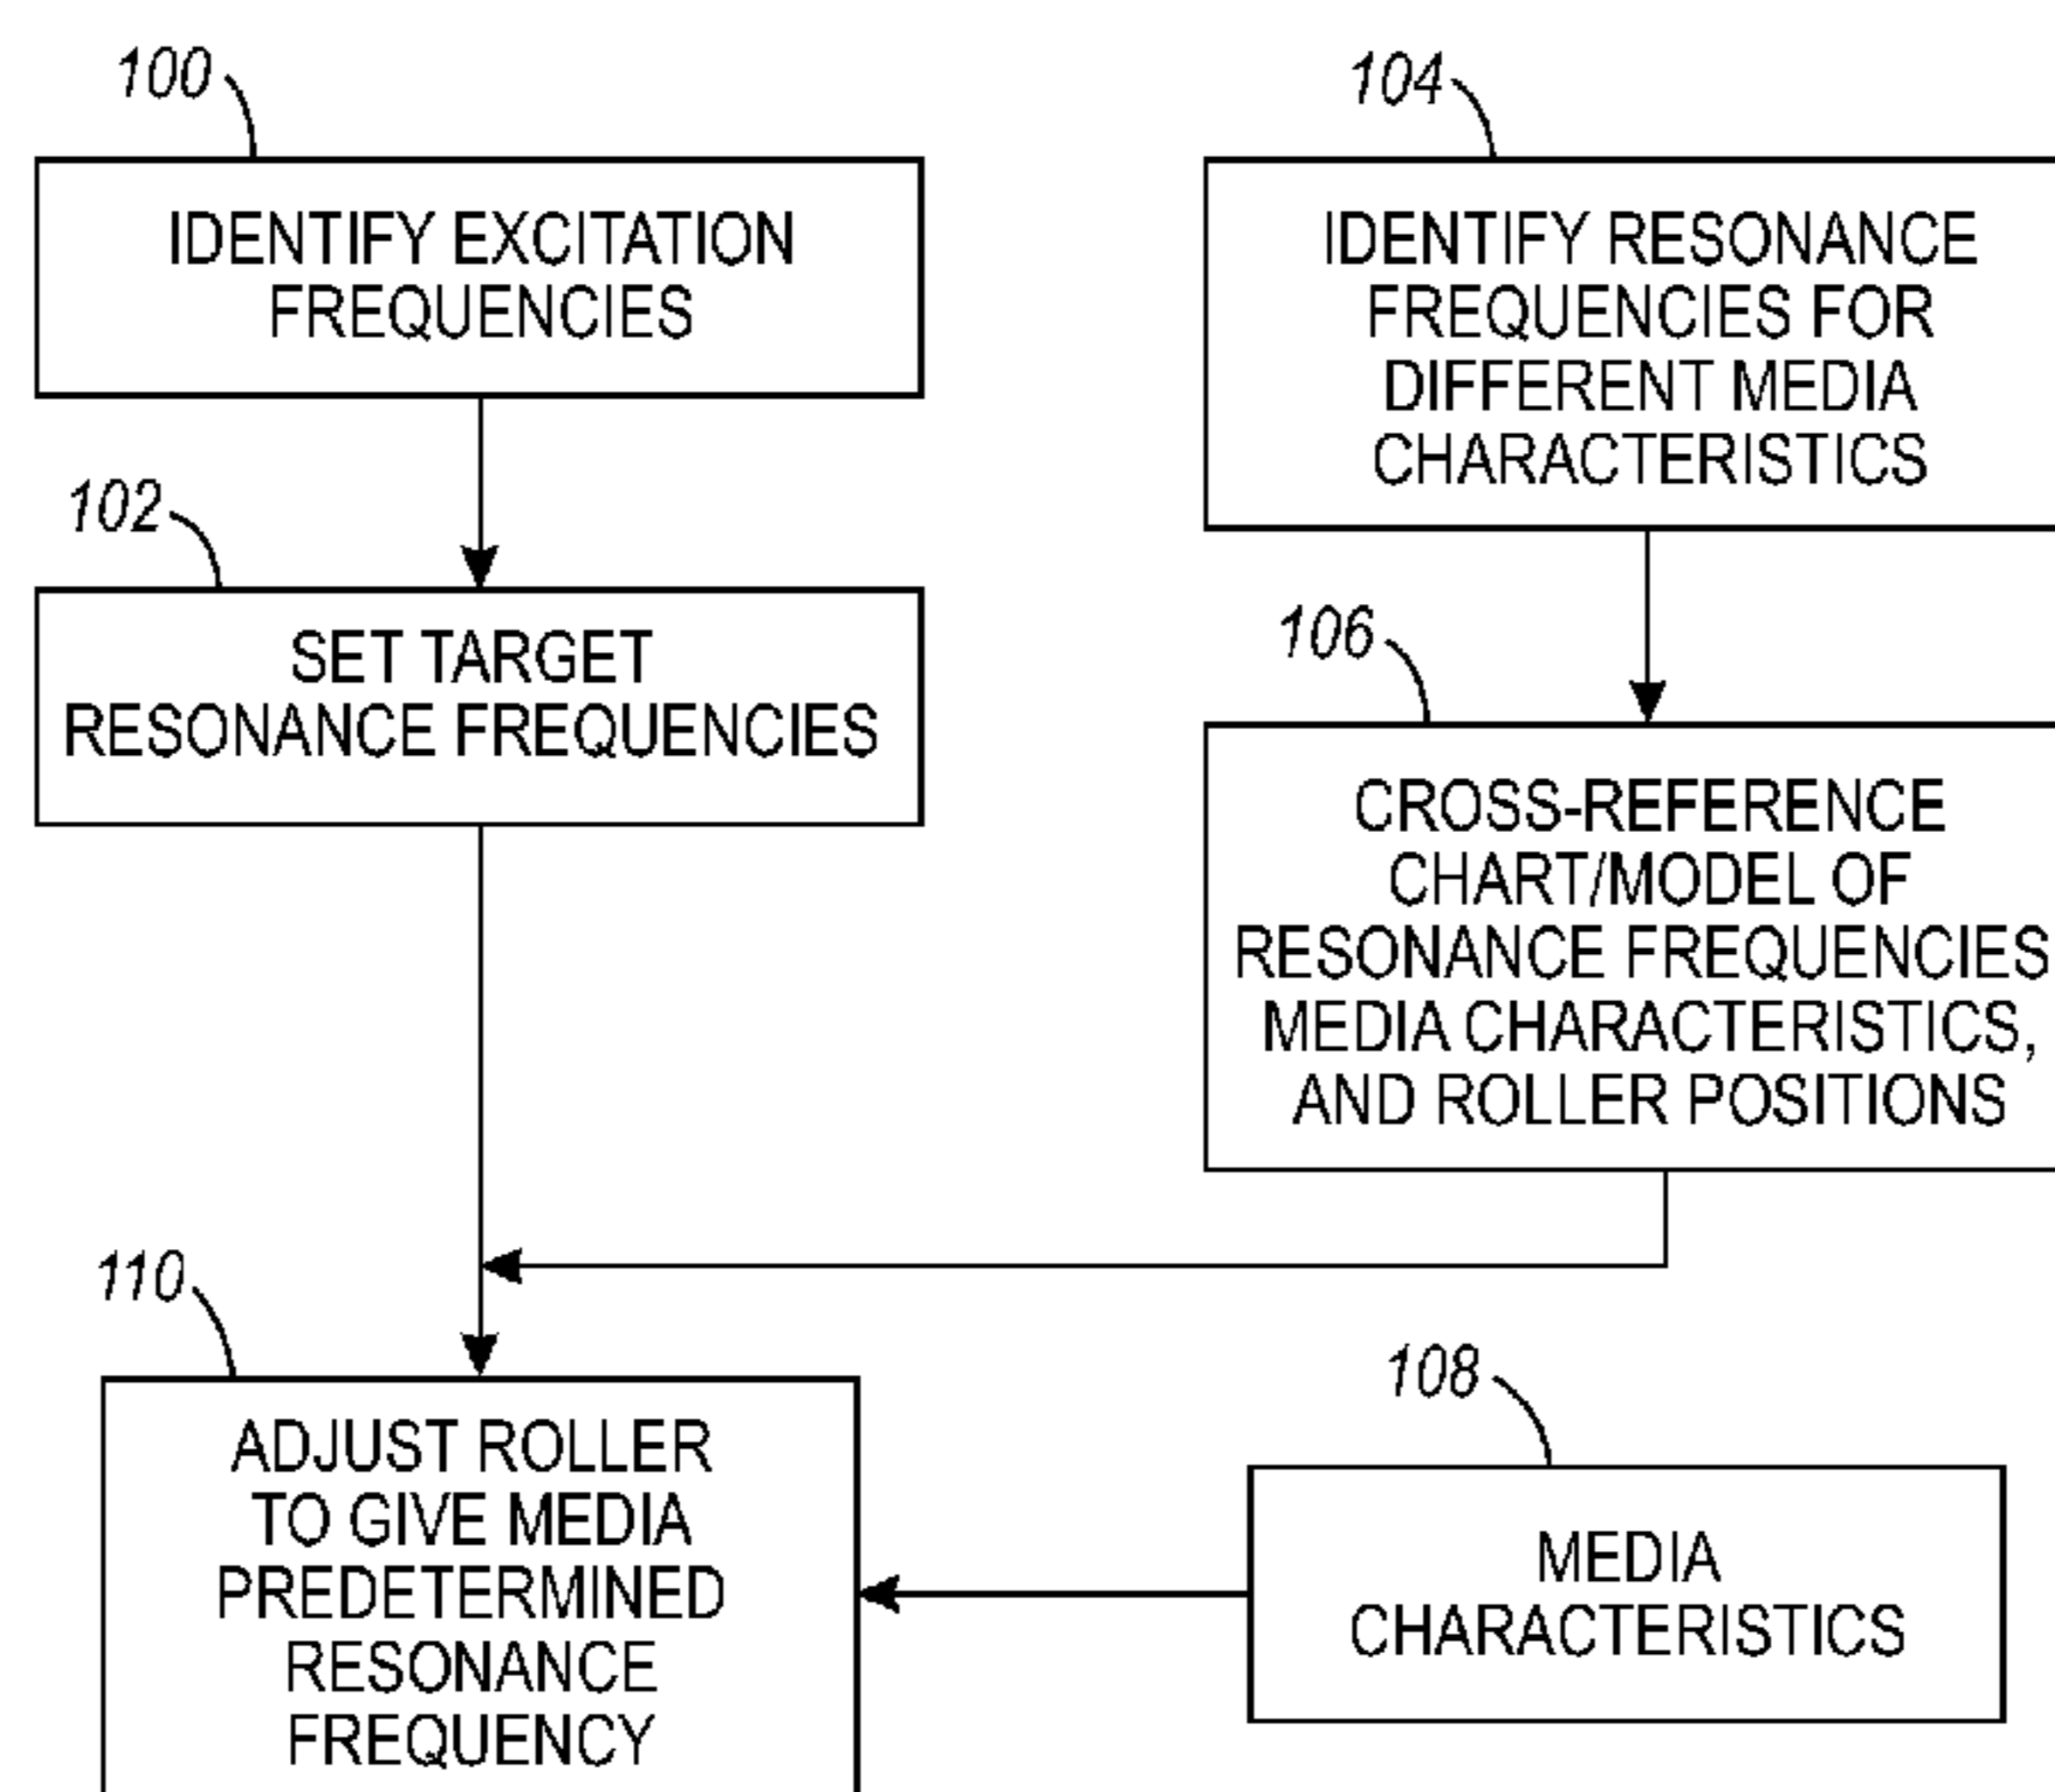 100
IDENTIFY EXCITATION
FREQUENCIES
102
SET TARGET
RESONANCE FREQUENCIES
104
IDENTIFY RESONANCE
FREQUENCIES FOR
DIFFERENT MEDIA
CHARACTERISTICS
106
CROSS-REFERENCE
CHART/MODEL OF
RESONANCE FREQUENCIES
MEDIA CHARACTERISTICS,
AND ROLLER POSITIONS
110
ADJUST ROLLER
TO GIVE MEDIA
PREDETERMINED
RESONANCE
FREQUENCY
108
MEDIA
CHARACTERISTICS